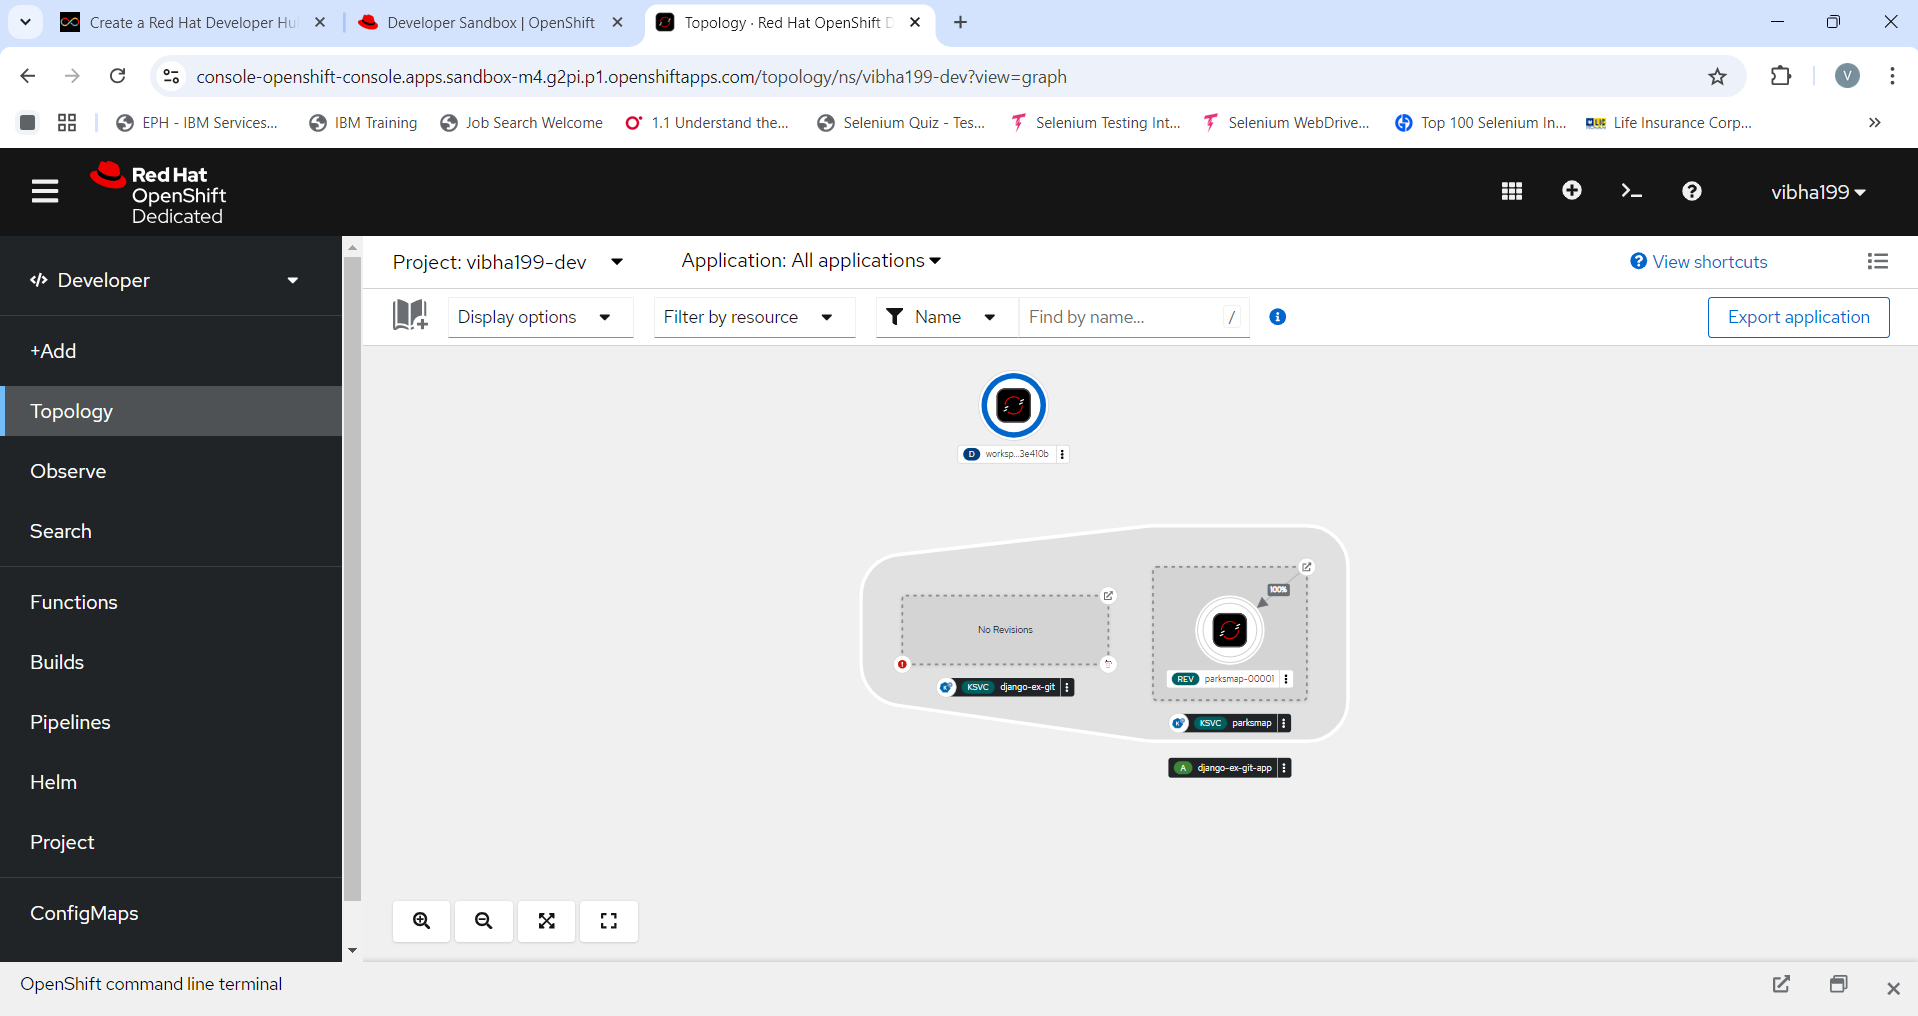 Create a Red Hat Developer Hu
Developer Sandbox | OpenShift
Topology · Red Hat OpenShift D
console-openshift-console.apps.sandbox-m4.g2pi.p1.openshiftapps.com/topology/ns/vibha199-dev?view=graph
V
EPH - IBM Services...
IBM Training
Job Search Welcome
1.1 Understand the...
Selenium Quiz - Tes...
Selenium Testing Int...
Selenium WebDrive...
Top 100 Selenium In...
Life Insurance Corp...
Red Hat
OpenShift
Dedicated
vibha199
Developer
+Add
Topology
Observe
Search
Functions
Builds
Pipelines
Helm
Project
ConfigMaps
Project: vibha199-dev
Application: All applications
View shortcuts
Display options
Filter by resource
Name
Find by name...
/
Export application
D worksp...3e410b
No Revisions
KSVC django-ex-git
100%
REV parksmap-00001
KSVC parksmap
A django-ex-git-app
OpenShift command line terminal